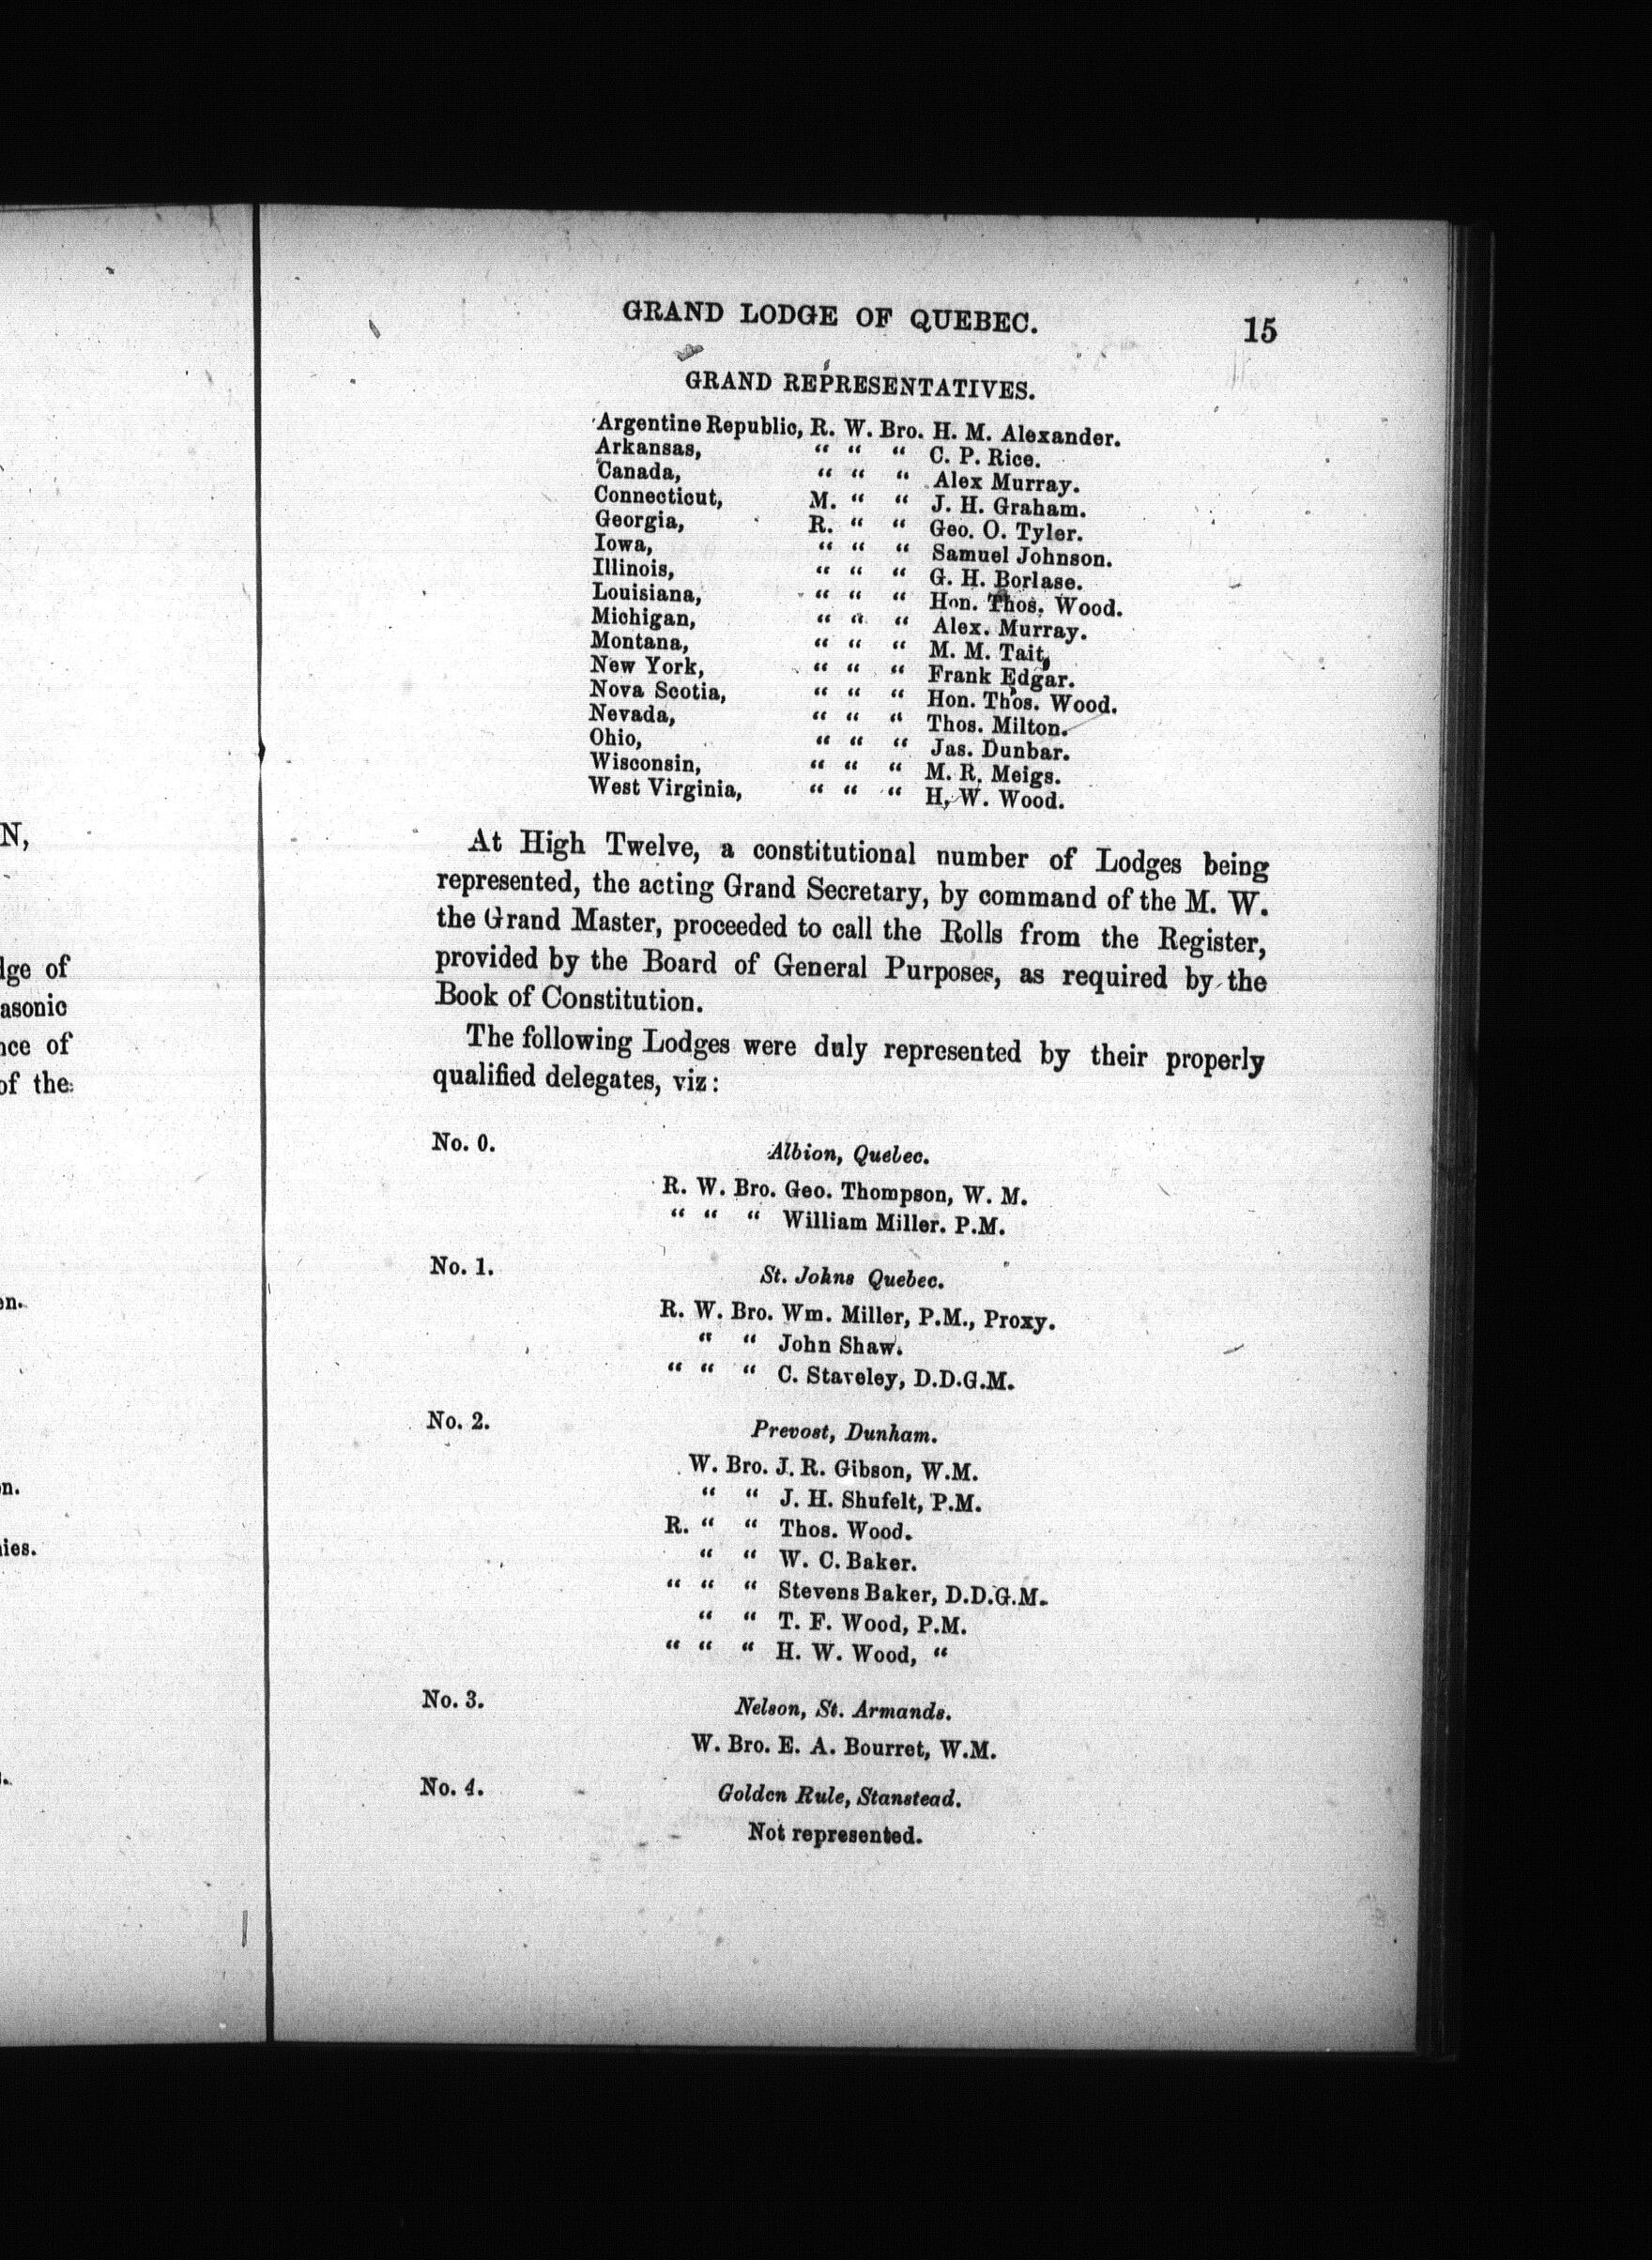 GRAND LODGE OF QUEBEC. 15
GRAND REPRESENTATIVES.
Argentine Republic, R. W. Bro. H. M. Alexander.
Arkansas, “ “ “ C. P. Rice.
Canada, “ “ “ Alex Murray.
Connecticut, M. “ “ J. H. Graham.
Georgia, R. “ “ Geo. O. Tyler.
Iowa, “ “ “ Samuel Johnson.
Illinois, “ “ “ G. H. Borlase.
Louisiana, “ “ “ Hon. Thos. Wood.
Michigan, “ “ “ Alex. Murray.
Montana, “ “ “ M. M. Tait,
New York, “ “ “ Frank Edgar.
Nova Scotia, “ “ “ Hon. Thos. Wood.
Nevada, “ “ “ Thos. Milton.
Ohio, “ “ “ Jas. Dunbar.
Wisconsin, “ “ “ M. R. Meigs.
West Virginia, “ “ “ H. W. Wood.
At High Twelve, a constitutional number of Lodges being
represented, the acting Grand Secretary, by command of the M. W.
the Grand Master, proceeded to call the Rolls from the Register,
provided by the Board of General Purposes, as required by the
Book of Constitution.
The following Lodges were duly represented by their properly
qualified delegates, viz:
No. 0. Albion, Quebec.
R. W. Bro. Geo. Thompson, W. M.
“ “ “ William Miller. P.M.
No. 1. St. Johns Quebec.
R. W. Bro. Wm. Miller, P.M., Proxy.
“ “ John Shaw.
“ “ “ C. Staveley, D.D.G.M.
No. 2. Prevost, Dunham.
W. Bro. J. R. Gibson, W.M.
“ “ J. H. Shufelt, P.M.
R. “ “ Thos. Wood.
“ “ W. C. Baker.
“ “ “ Stevens Baker, D.D.G.M.
“ “ T. F. Wood, P.M.
“ “ “ H. W. Wood, “
No. 3. Nelson, St. Armands.
W. Bro. E. A. Bourret, W.M.
No. 4. Golden Rule, Stanstead.
Not represented.